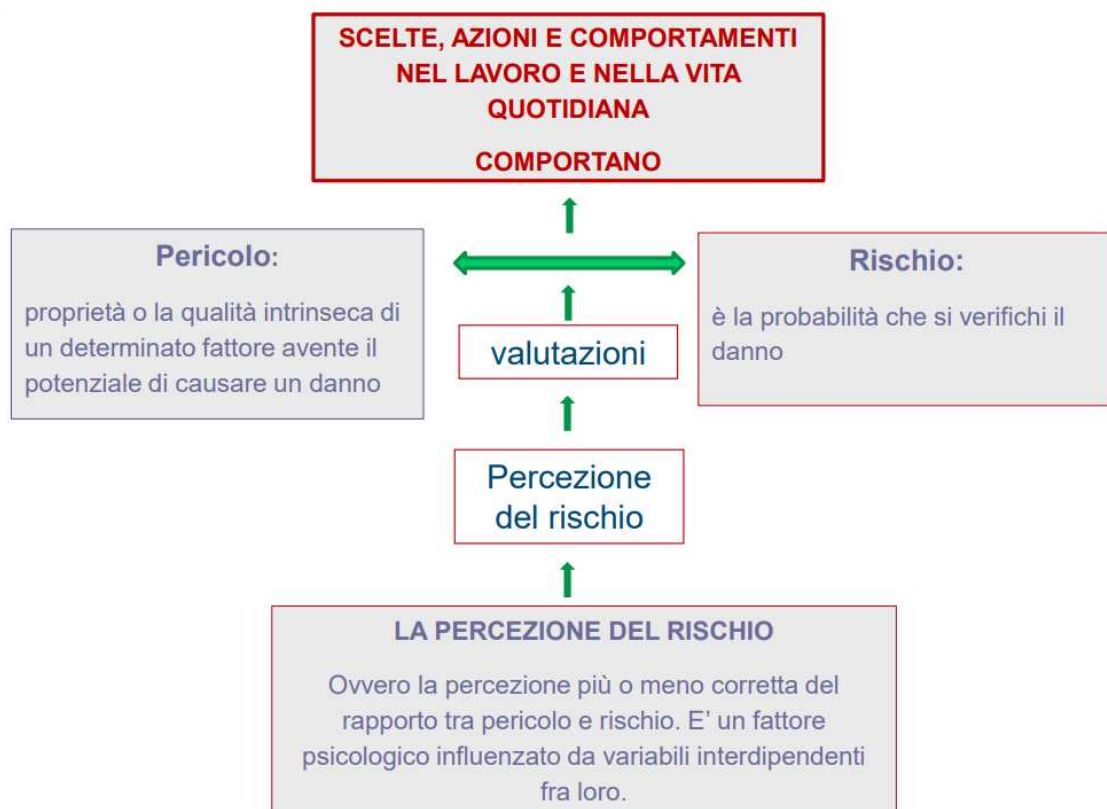 SCELTE, AZIONI E COMPORTAMENTI
NEL LAVORO E NELLA VITA
QUOTIDIANA
COMPORTANO
Pericolo:
proprietà o la qualità intrinseca di
un determinato fattore avente il
potenziale di causare un danno
Rischio:
è la probabilità che si verifichi il
danno
valutazioni
Percezione
del rischio
LA PERCEZIONE DEL RISCHIO
Ovvero la percezione più o meno corretta del
rapporto tra pericolo e rischio. E’ un fattore
psicologico influenzato da variabili interdipendenti
fra loro.